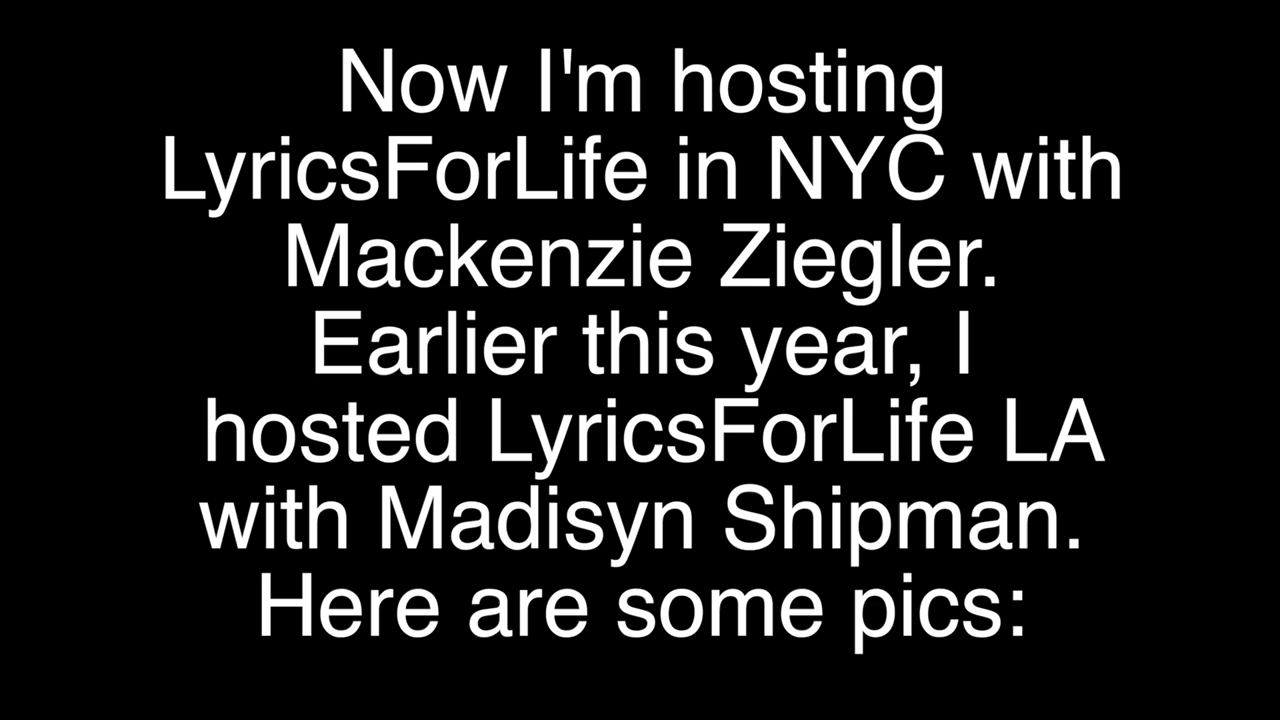 Now I'm hosting
LyricsForLife in NYC with
Mackenzie Ziegler.
Earlier this year, I
hosted LyricsForLife LA
with Madisyn Shipman.
Here are some pics: